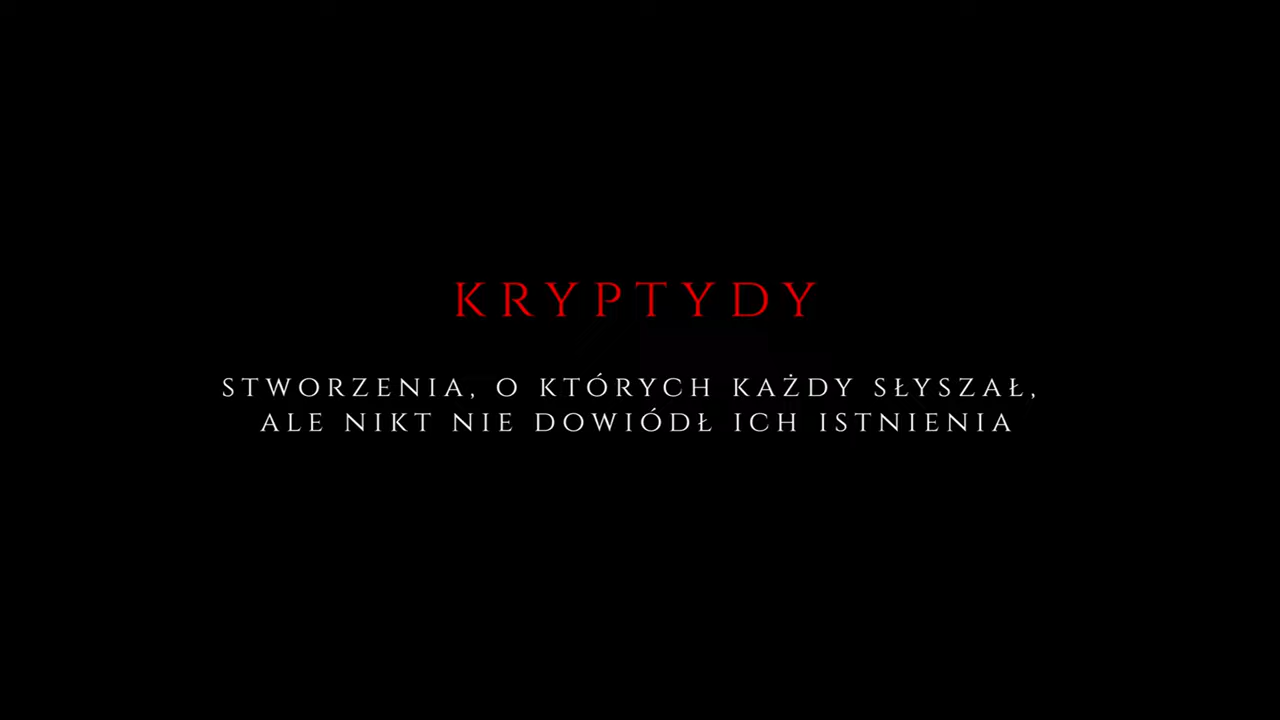 KRYPTYDY
STWORZENIA, O KTÓRYCH KAŻDY SŁYSZAŁ,
ALE NIKT NIE DOWIÓDŁ ICH ISTNIENIA